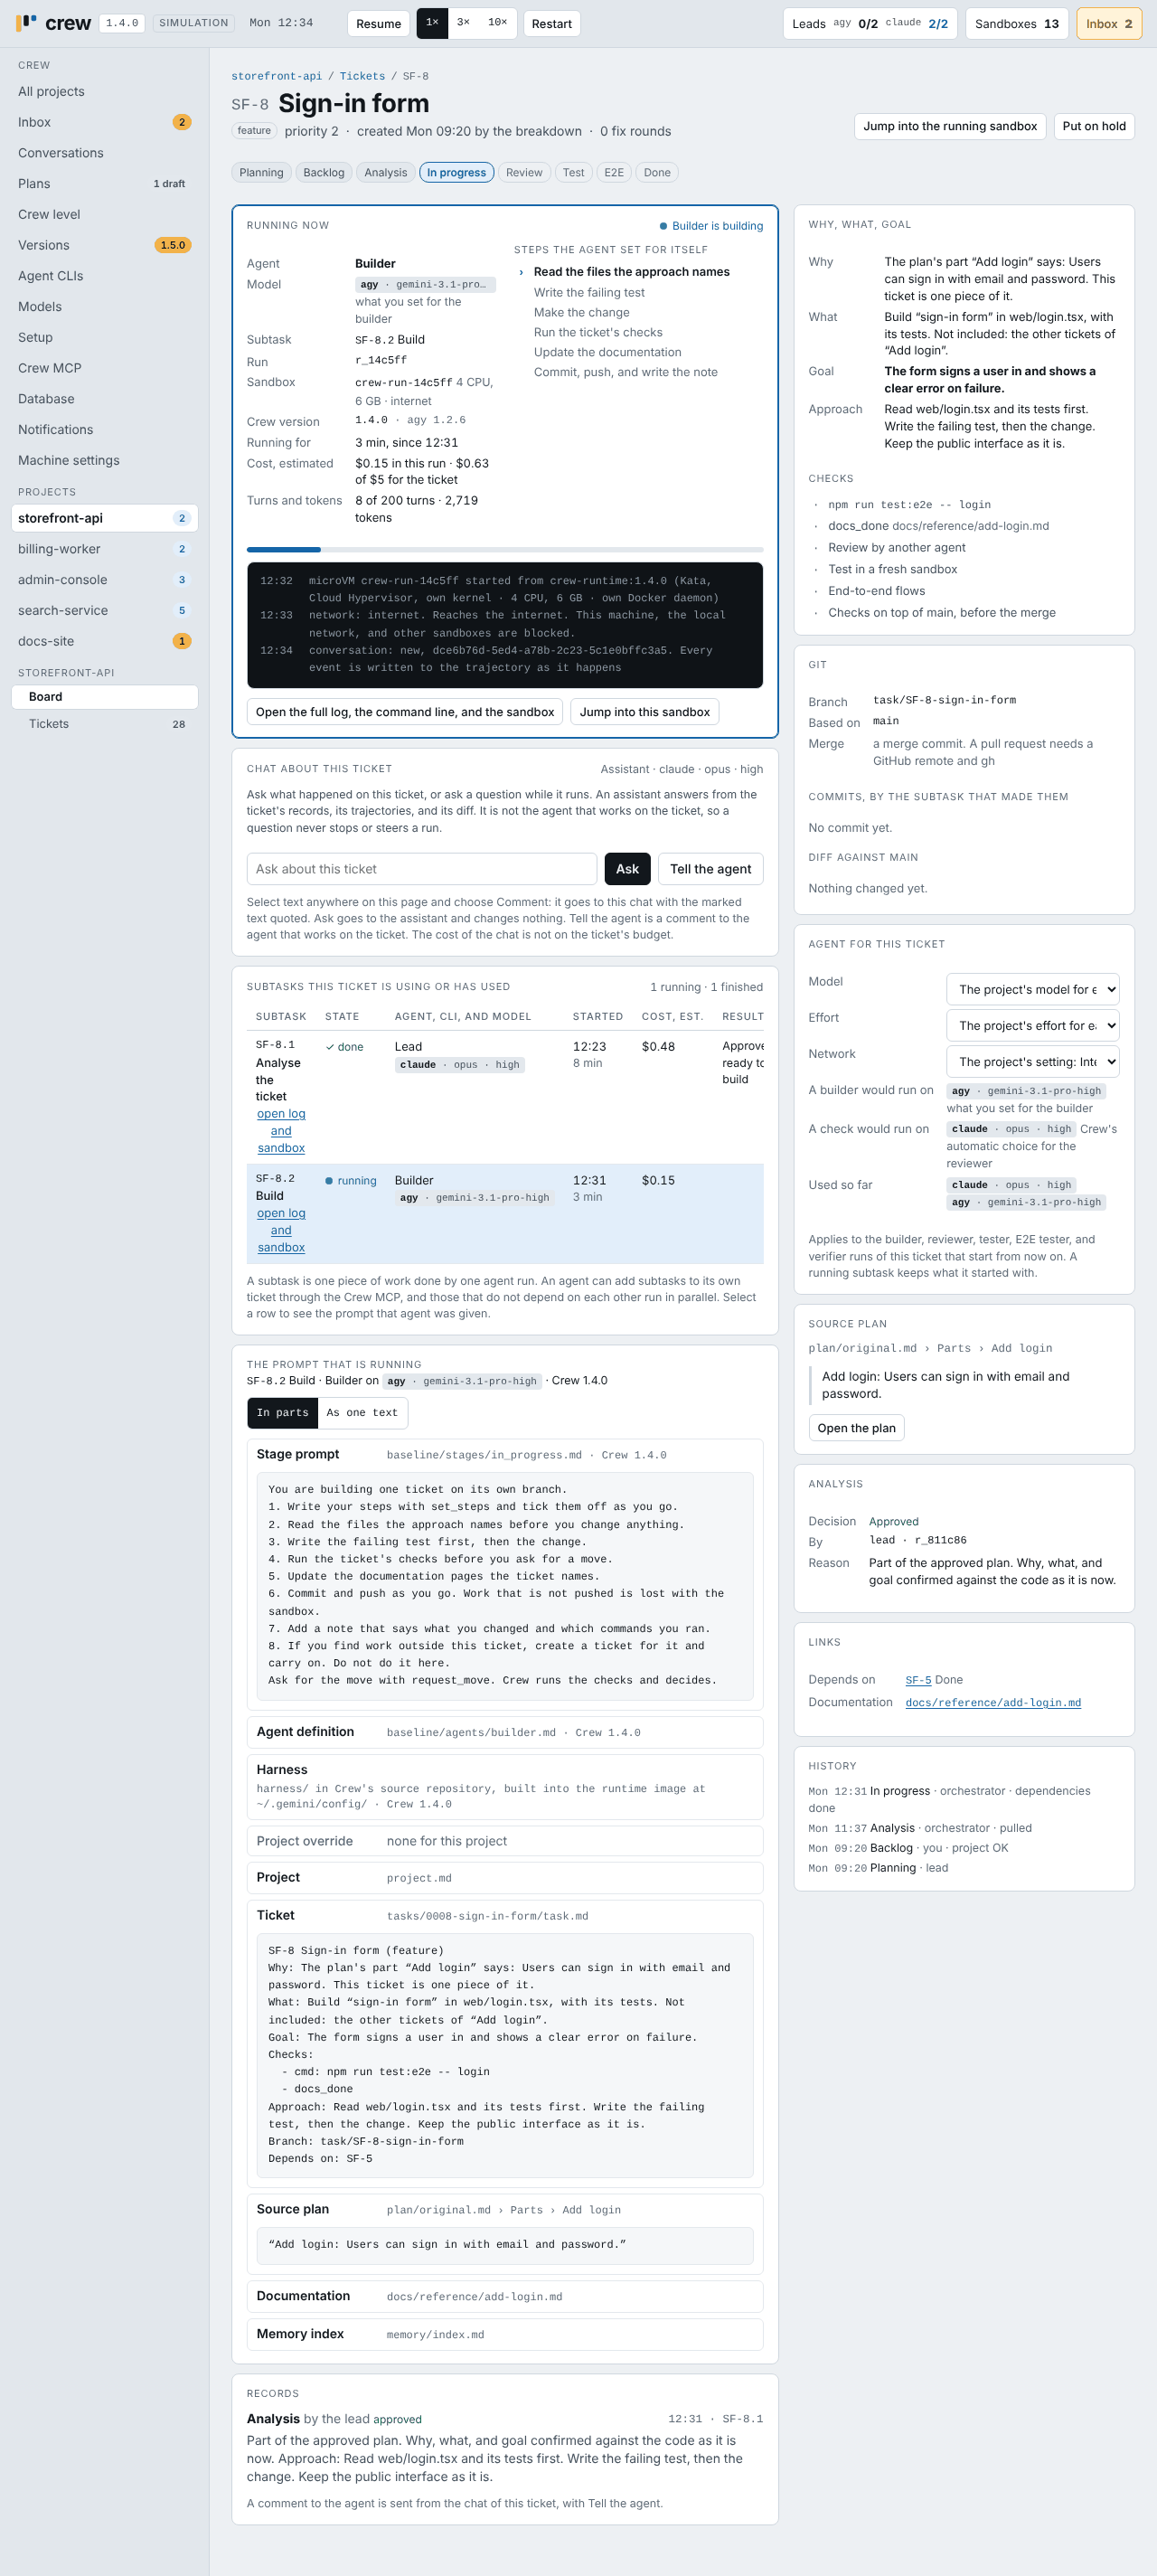 crew 1.4.0 SIMULATION Mon 12:34 Resume 1× 3× 10× Restart Leads agy 0/2 claude 2/2 Sandboxes 13 Inbox 2
CREW
All projects
Inbox 2
Conversations
Plans 1 draft
Crew level
Versions 1.5.0
Agent CLIs
Models
Setup
Crew MCP
Database
Notifications
Machine settings
PROJECTS
storefront-api 2
billing-worker 2
admin-console 3
search-service 5
docs-site 1
STOREFRONT-API
Board
Tickets 28
storefront-api / Tickets / SF-8
SF-8 Sign-in form
feature priority 2 · created Mon 09:20 by the breakdown · 0 fix rounds
Jump into the running sandbox Put on hold
Planning Backlog Analysis In progress Review Test E2E Done
RUNNING NOW Builder is building
Agent Builder
Model agy · gemini-3.1-pro…
what you set for the
builder
Subtask SF-8.2 Build
Run r_14c5ff
Sandbox crew-run-14c5ff 4 CPU,
6 GB · internet
Crew version 1.4.0 · agy 1.2.6
Running for 3 min, since 12:31
Cost, estimated $0.15 in this run · $0.63
of $5 for the ticket
Turns and tokens 8 of 200 turns · 2,719
tokens
STEPS THE AGENT SET FOR ITSELF
› Read the files the approach names
Write the failing test
Make the change
Run the ticket's checks
Update the documentation
Commit, push, and write the note
12:32 microVM crew-run-14c5ff started from crew-runtime:1.4.0 (Kata,
Cloud Hypervisor, own kernel · 4 CPU, 6 GB · own Docker daemon)
12:33 network: internet. Reaches the internet. This machine, the local
network, and other sandboxes are blocked.
12:34 conversation: new, dce6b76d-5ed4-a78b-2c23-5c1e0bffc3a5. Every
event is written to the trajectory as it happens
Open the full log, the command line, and the sandbox Jump into this sandbox
CHAT ABOUT THIS TICKET Assistant · claude · opus · high
Ask what happened on this ticket, or ask a question while it runs. An assistant answers from the
ticket's records, its trajectories, and its diff. It is not the agent that works on the ticket, so a
question never stops or steers a run.
Ask about this ticket Ask Tell the agent
Select text anywhere on this page and choose Comment: it goes to this chat with the marked
text quoted. Ask goes to the assistant and changes nothing. Tell the agent is a comment to the
agent that works on the ticket. The cost of the chat is not on the ticket's budget.
SUBTASKS THIS TICKET IS USING OR HAS USED 1 running · 1 finished
SUBTASK STATE AGENT, CLI, AND MODEL STARTED COST, EST. RESULT
SF-8.1 ✓ done Lead 12:23 $0.48 Approve
Analyse claude · opus · high 8 min ready to
the build
ticket
open log
and
sandbox
SF-8.2 running Builder 12:31 $0.15
Build agy · gemini-3.1-pro-high 3 min
open log
and
sandbox
A subtask is one piece of work done by one agent run. An agent can add subtasks to its own
ticket through the Crew MCP, and those that do not depend on each other run in parallel. Select
a row to see the prompt that agent was given.
THE PROMPT THAT IS RUNNING
SF-8.2 Build · Builder on agy · gemini-3.1-pro-high · Crew 1.4.0
In parts As one text
Stage prompt baseline/stages/in_progress.md · Crew 1.4.0
You are building one ticket on its own branch.
1. Write your steps with set_steps and tick them off as you go.
2. Read the files the approach names before you change anything.
3. Write the failing test first, then the change.
4. Run the ticket's checks before you ask for a move.
5. Update the documentation pages the ticket names.
6. Commit and push as you go. Work that is not pushed is lost with the
sandbox.
7. Add a note that says what you changed and which commands you ran.
8. If you find work outside this ticket, create a ticket for it and
carry on. Do not do it here.
Ask for the move with request_move. Crew runs the checks and decides.
Agent definition baseline/agents/builder.md · Crew 1.4.0
Harness
harness/ in Crew's source repository, built into the runtime image at
~/.gemini/config/ · Crew 1.4.0
Project override none for this project
Project project.md
Ticket tasks/0008-sign-in-form/task.md
SF-8 Sign-in form (feature)
Why: The plan's part “Add login” says: Users can sign in with email and
password. This ticket is one piece of it.
What: Build “sign-in form” in web/login.tsx, with its tests. Not
included: the other tickets of “Add login”.
Goal: The form signs a user in and shows a clear error on failure.
Checks:
- cmd: npm run test:e2e -- login
- docs_done
Approach: Read web/login.tsx and its tests first. Write the failing
test, then the change. Keep the public interface as it is.
Branch: task/SF-8-sign-in-form
Depends on: SF-5
Source plan plan/original.md › Parts › Add login
“Add login: Users can sign in with email and password.”
Documentation docs/reference/add-login.md
Memory index memory/index.md
RECORDS
Analysis by the lead approved 12:31 · SF-8.1
Part of the approved plan. Why, what, and goal confirmed against the code as it is
now. Approach: Read web/login.tsx and its tests first. Write the failing test, then the
change. Keep the public interface as it is.
A comment to the agent is sent from the chat of this ticket, with Tell the agent.
WHY, WHAT, GOAL
Why The plan's part “Add login” says: Users
can sign in with email and password. This
ticket is one piece of it.
What Build “sign-in form” in web/login.tsx, with
its tests. Not included: the other tickets of
“Add login”.
Goal The form signs a user in and shows a
clear error on failure.
Approach Read web/login.tsx and its tests first.
Write the failing test, then the change.
Keep the public interface as it is.
CHECKS
· npm run test:e2e -- login
· docs_done docs/reference/add-login.md
· Review by another agent
· Test in a fresh sandbox
· End-to-end flows
· Checks on top of main, before the merge
GIT
Branch task/SF-8-sign-in-form
Based on main
Merge a merge commit. A pull request needs a
GitHub remote and gh
COMMITS, BY THE SUBTASK THAT MADE THEM
No commit yet.
DIFF AGAINST MAIN
Nothing changed yet.
AGENT FOR THIS TICKET
Model The project's model for e
Effort The project's effort for ea
Network The project's setting: Inte
A builder would run on agy · gemini-3.1-pro-high
what you set for the builder
A check would run on claude · opus · high Crew's
automatic choice for the
reviewer
Used so far claude · opus · high
agy · gemini-3.1-pro-high
Applies to the builder, reviewer, tester, E2E tester, and
verifier runs of this ticket that start from now on. A
running subtask keeps what it started with.
SOURCE PLAN
plan/original.md › Parts › Add login
Add login: Users can sign in with email and
password.
Open the plan
ANALYSIS
Decision Approved
By lead · r_811c86
Reason Part of the approved plan. Why, what, and
goal confirmed against the code as it is now.
LINKS
Depends on SF-5 Done
Documentation docs/reference/add-login.md
HISTORY
Mon 12:31 In progress · orchestrator · dependencies
done
Mon 11:37 Analysis · orchestrator · pulled
Mon 09:20 Backlog · you · project OK
Mon 09:20 Planning · lead